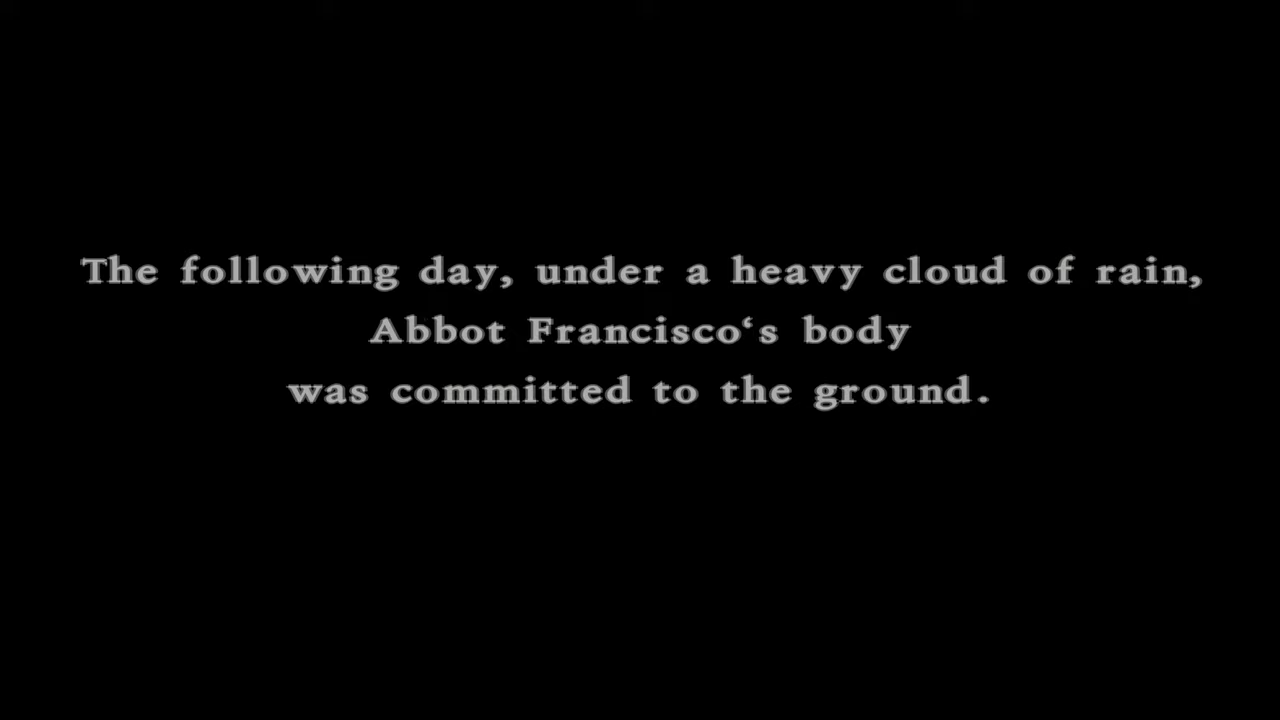 The following day, under a heavy cloud of rain,
Abbot Francisco‘s body
was committed to the ground.